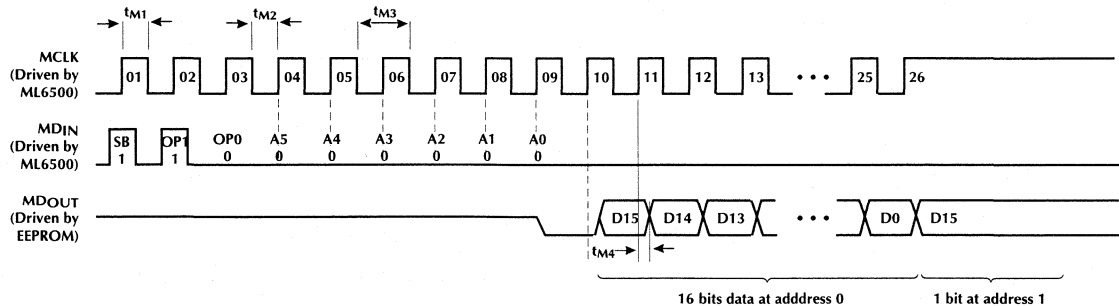 tM1 tM2 tM3
MCLK
(Driven by
ML6500)
01 02 03 04 05 06 07 08 09 10 11 12 13 • • • 25 26
MDIN
(Driven by
ML6500)
SB OP1 OP0 A5 A4 A3 A2 A1 A0
1 1 0 0 0 0 0 0 0
MDOUT
(Driven by
EEPROM)
D15 D14 D13 • • • D0 D15
tM4
16 bits data at adddress 0 1 bit at address 1